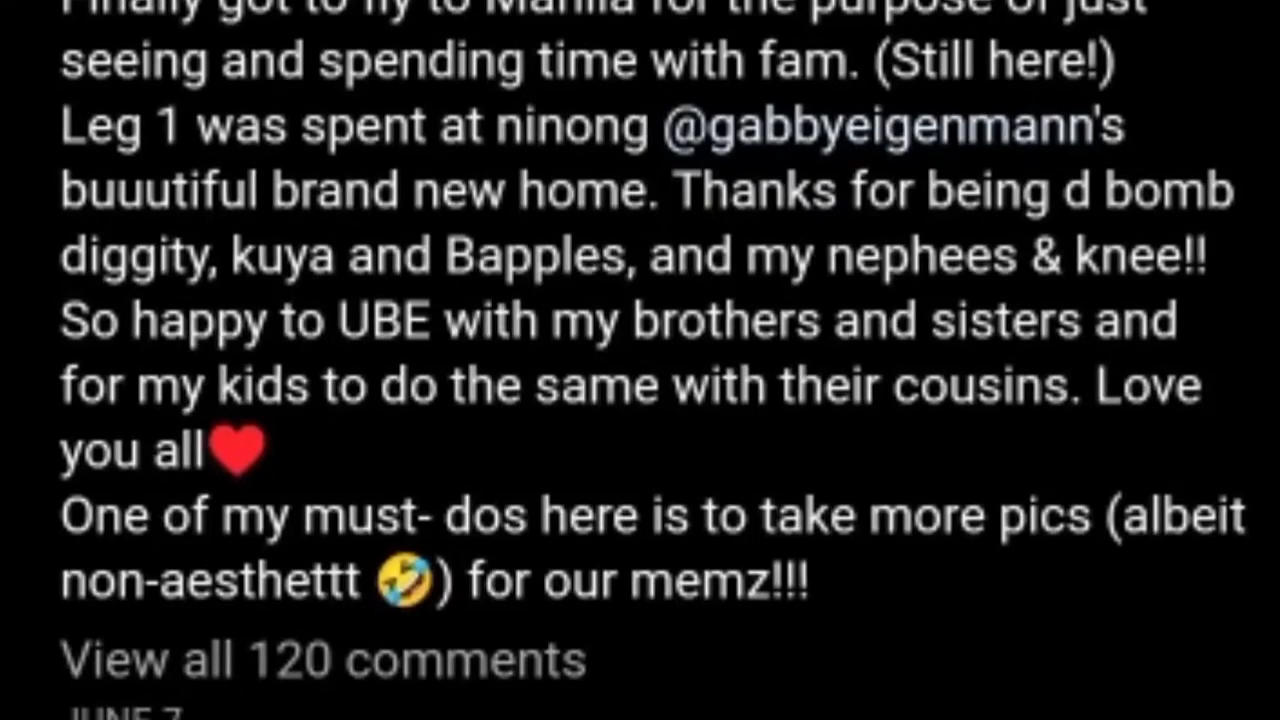 Finally got to fly to Manila for the purpose of just
seeing and spending time with fam. (Still here!)
Leg 1 was spent at ninong @gabbyeigenmann's
buuutiful brand new home. Thanks for being d bomb
diggity, kuya and Bapples, and my nephees & knee!!
So happy to UBE with my brothers and sisters and
for my kids to do the same with their cousins. Love
you all❤️
One of my must- dos here is to take more pics (albeit
non-aesthettt 🤣) for our memz!!!
View all 120 comments
JUNE 7